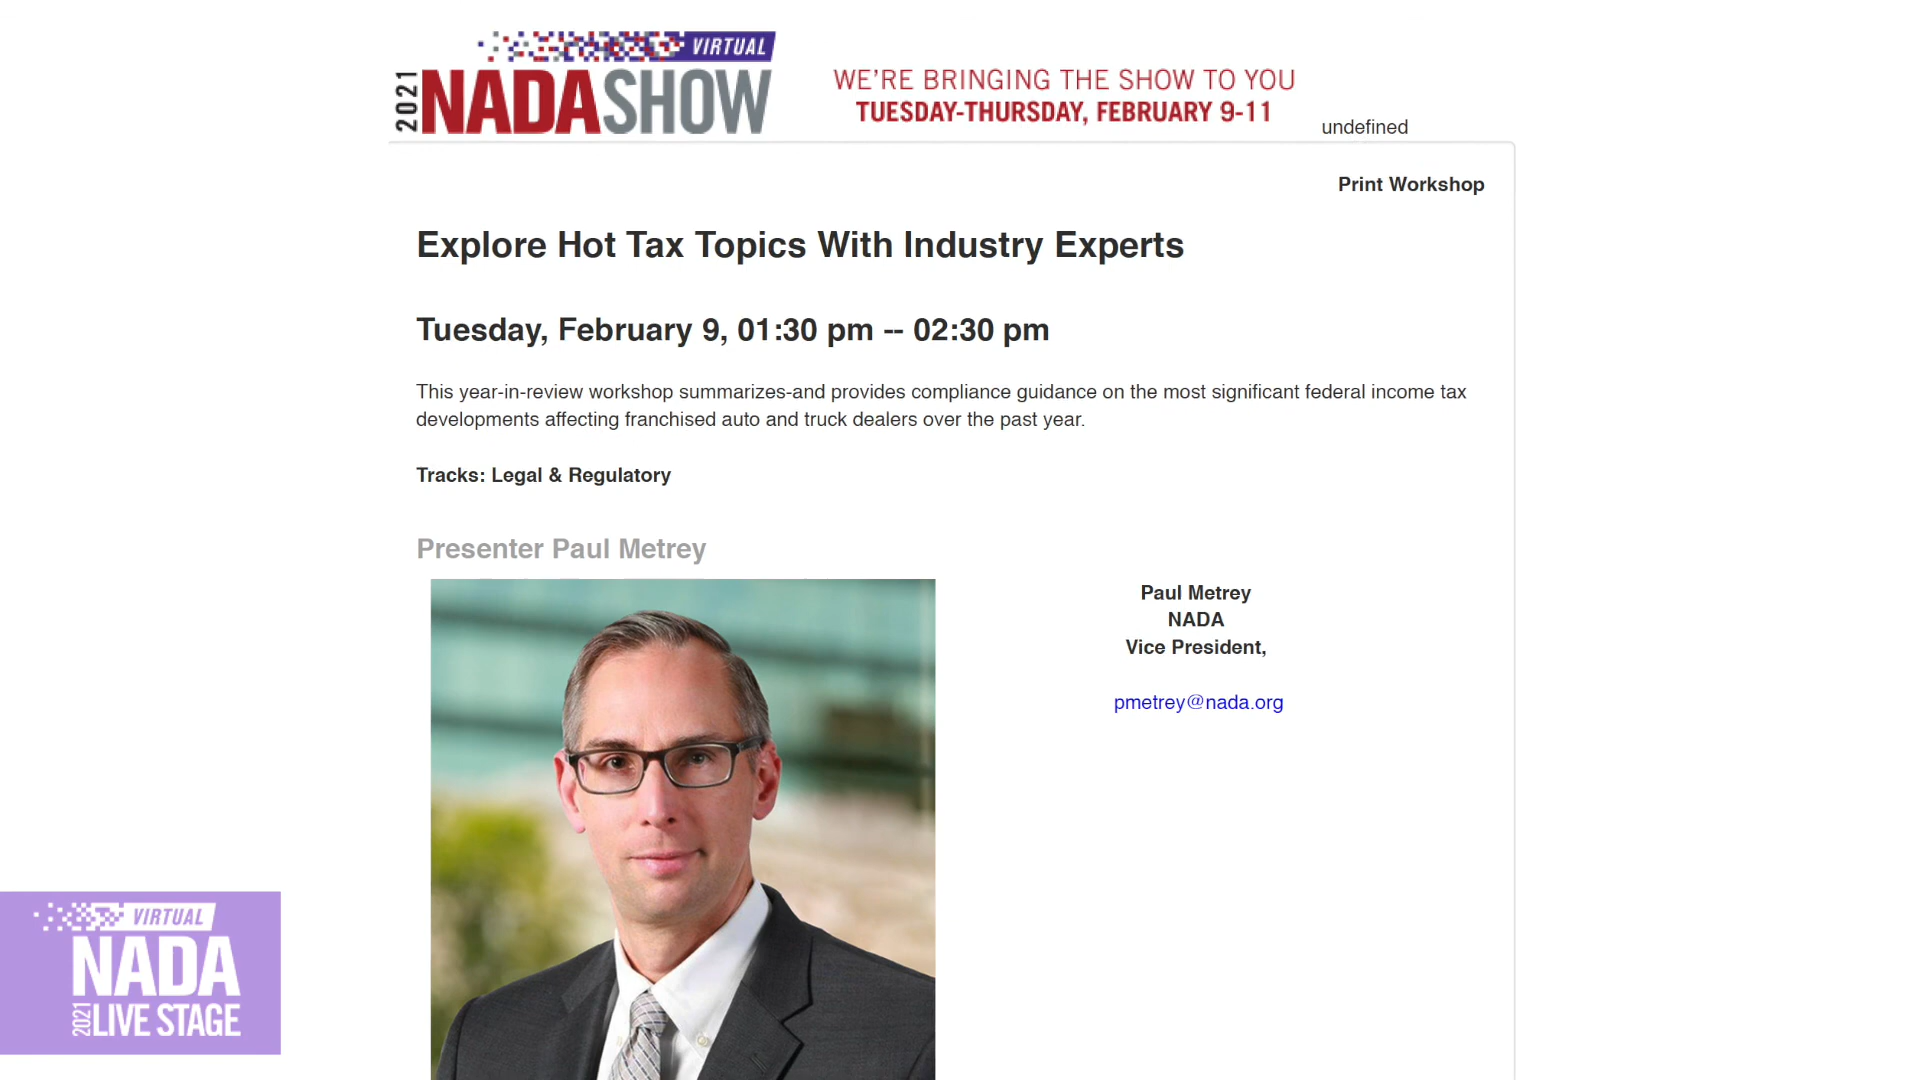 VIRTUAL
2021 NADASHOW
WE'RE BRINGING THE SHOW TO YOU
TUESDAY-THURSDAY, FEBRUARY 9-11
undefined
Print Workshop
Explore Hot Tax Topics With Industry Experts
Tuesday, February 9, 01:30 pm -- 02:30 pm
This year-in-review workshop summarizes-and provides compliance guidance on the most significant federal income tax
developments affecting franchised auto and truck dealers over the past year.
Tracks: Legal & Regulatory
Presenter Paul Metrey
Paul Metrey
NADA
Vice President,
pmetrey@nada.org
VIRTUAL
NADA
2021 LIVE STAGE